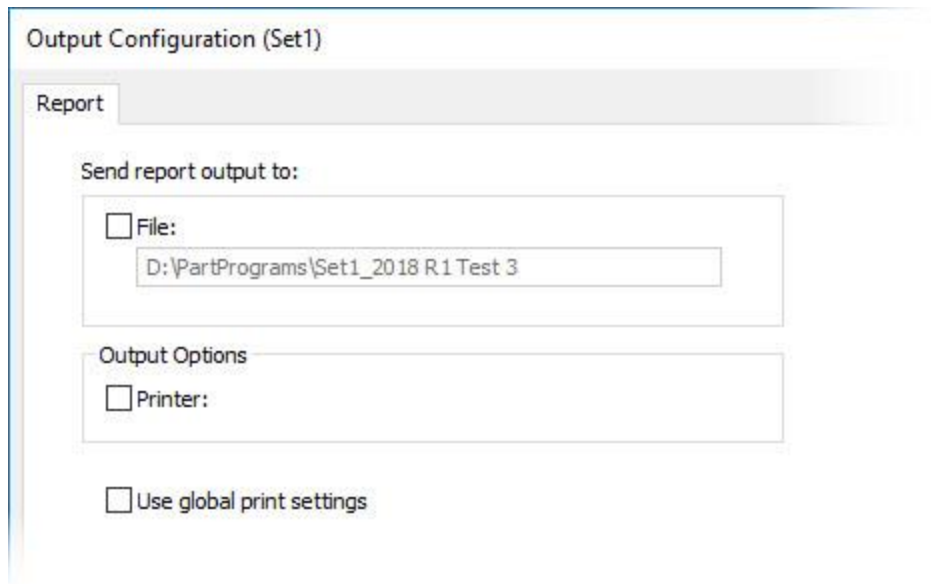 Output Configuration (Set1)
Report
Send report output to:
File:
D:\PartPrograms\Set1_2018 R1 Test 3
Output Options
Printer:
Use global print settings